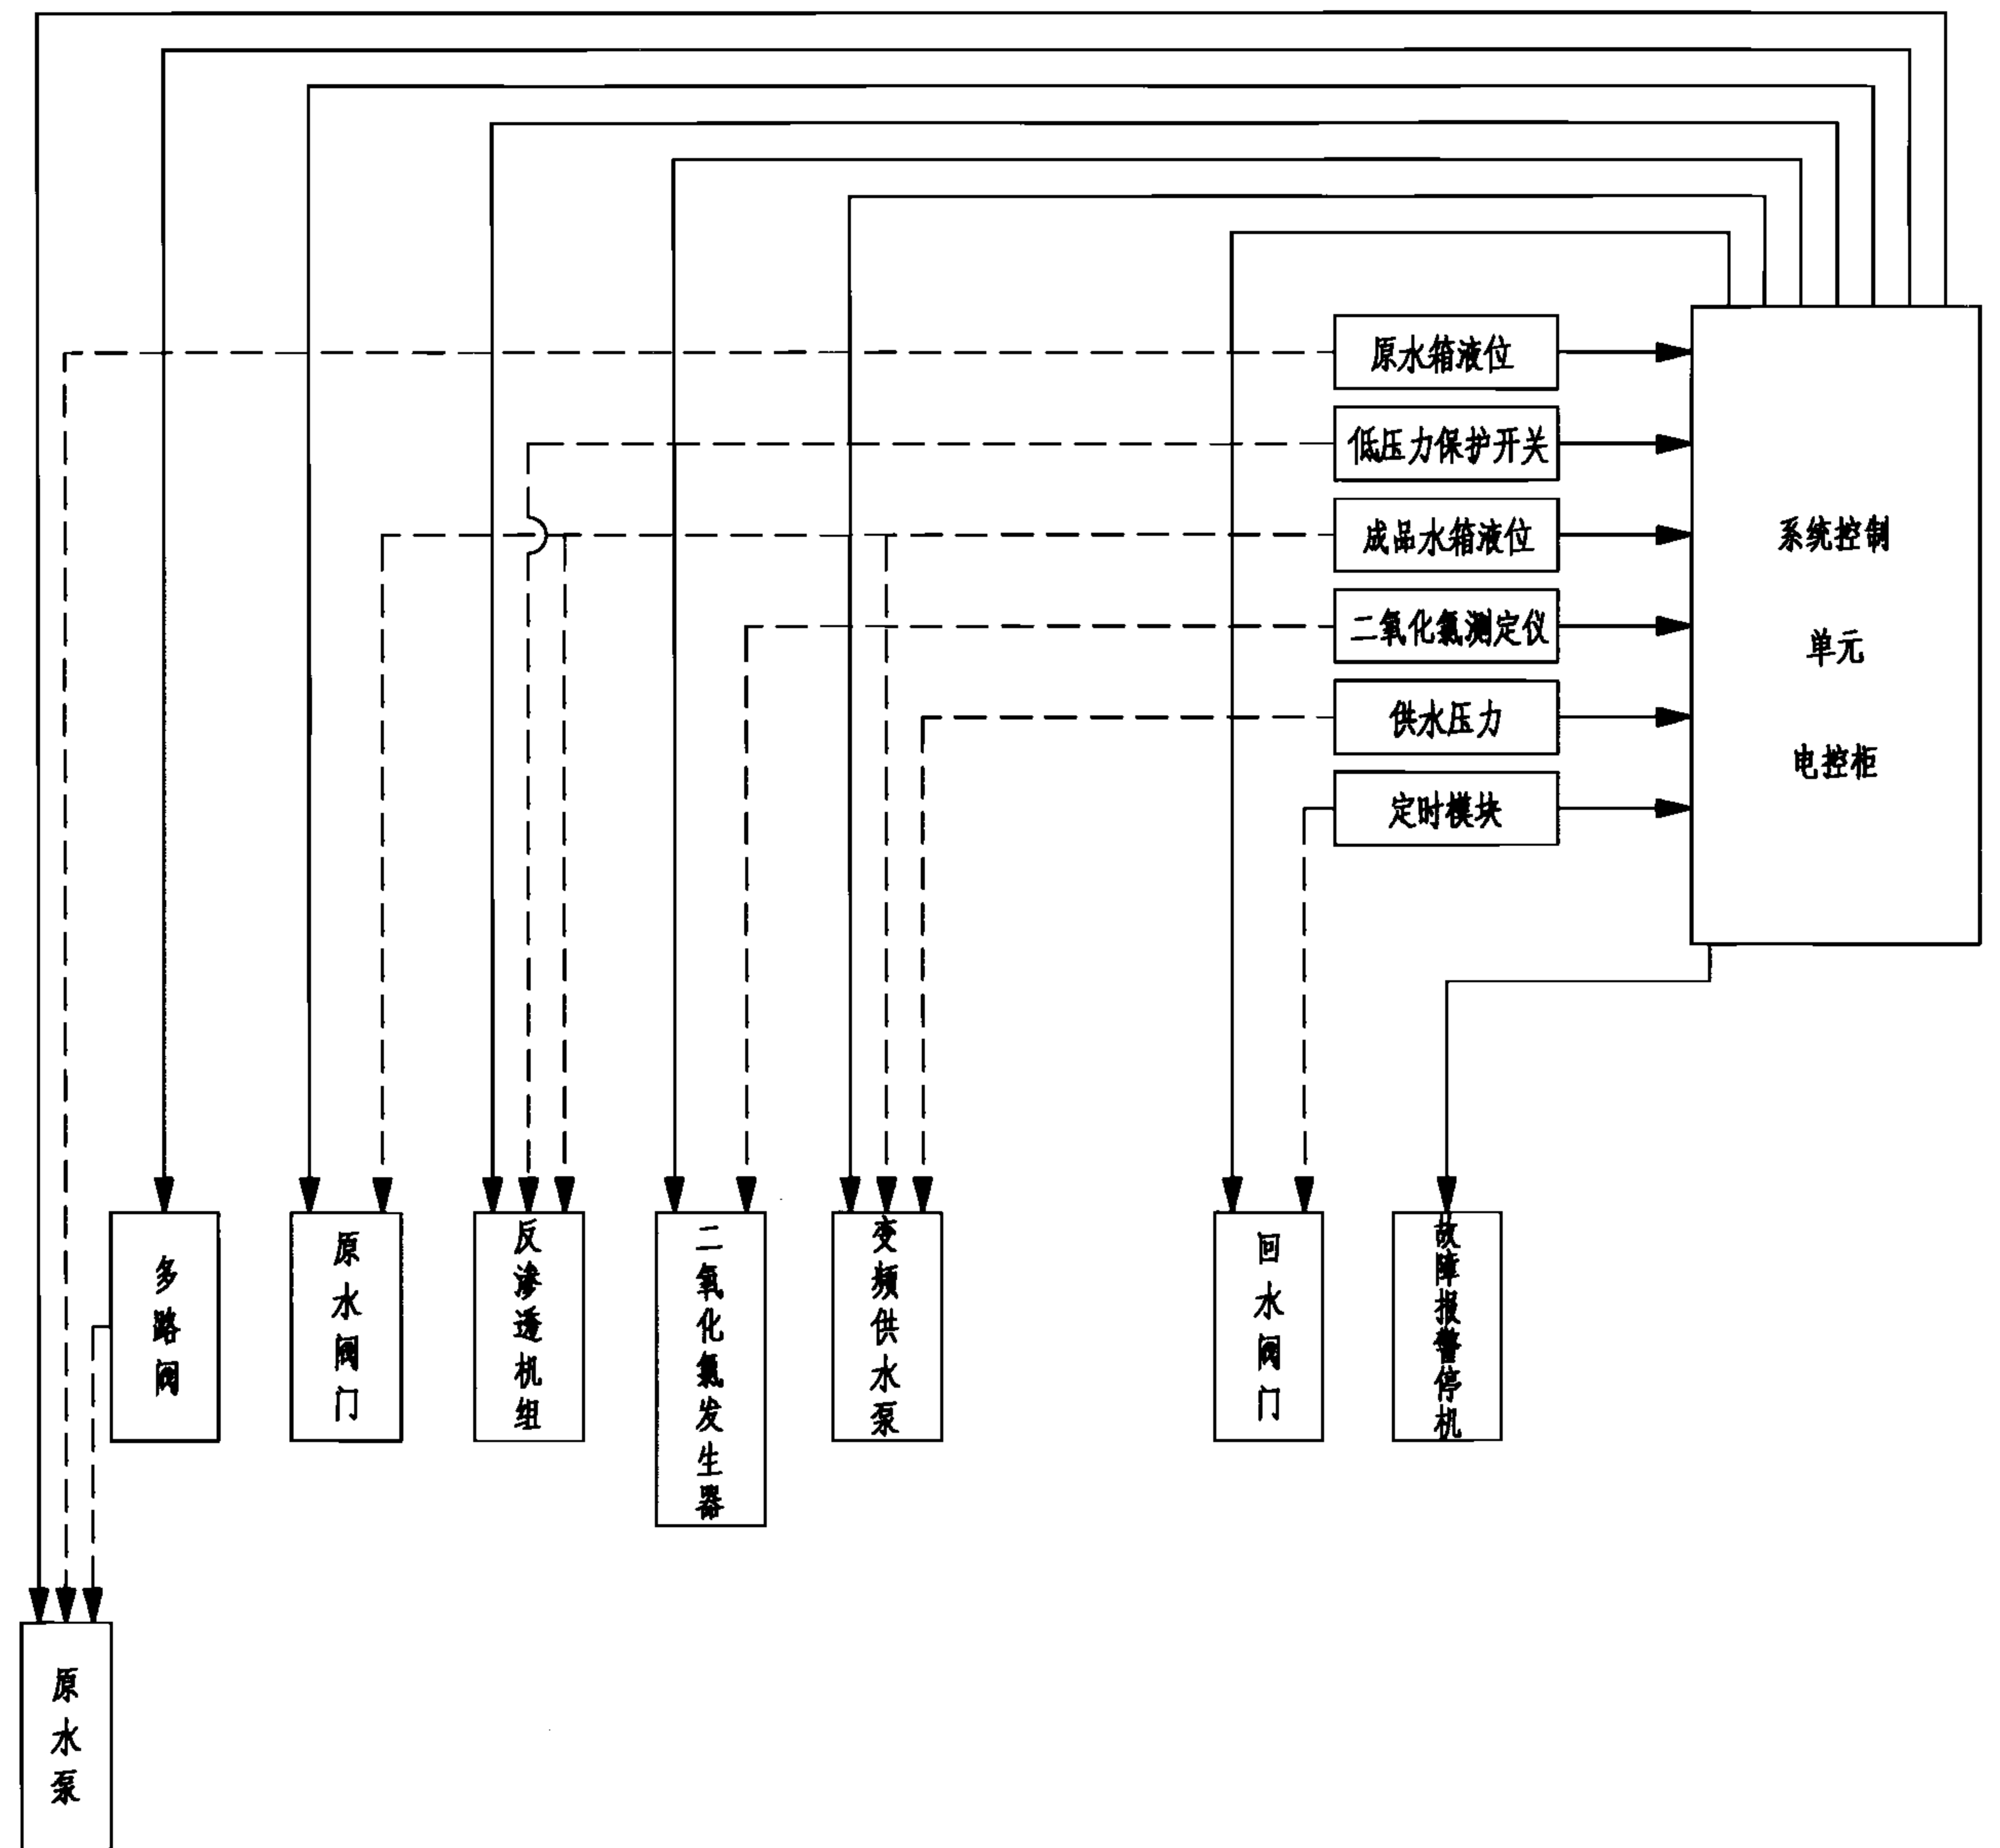 原水箱液位
低压力保护开关
成品水箱液位
二氧化氯测定仪
供水压力
定时模块
系统控制
单元
电控柜
多路阀
原水阀门
反渗透机组
二氧化氯发生器
变频供水泵
回水阀门
故障报警停机
原水泵